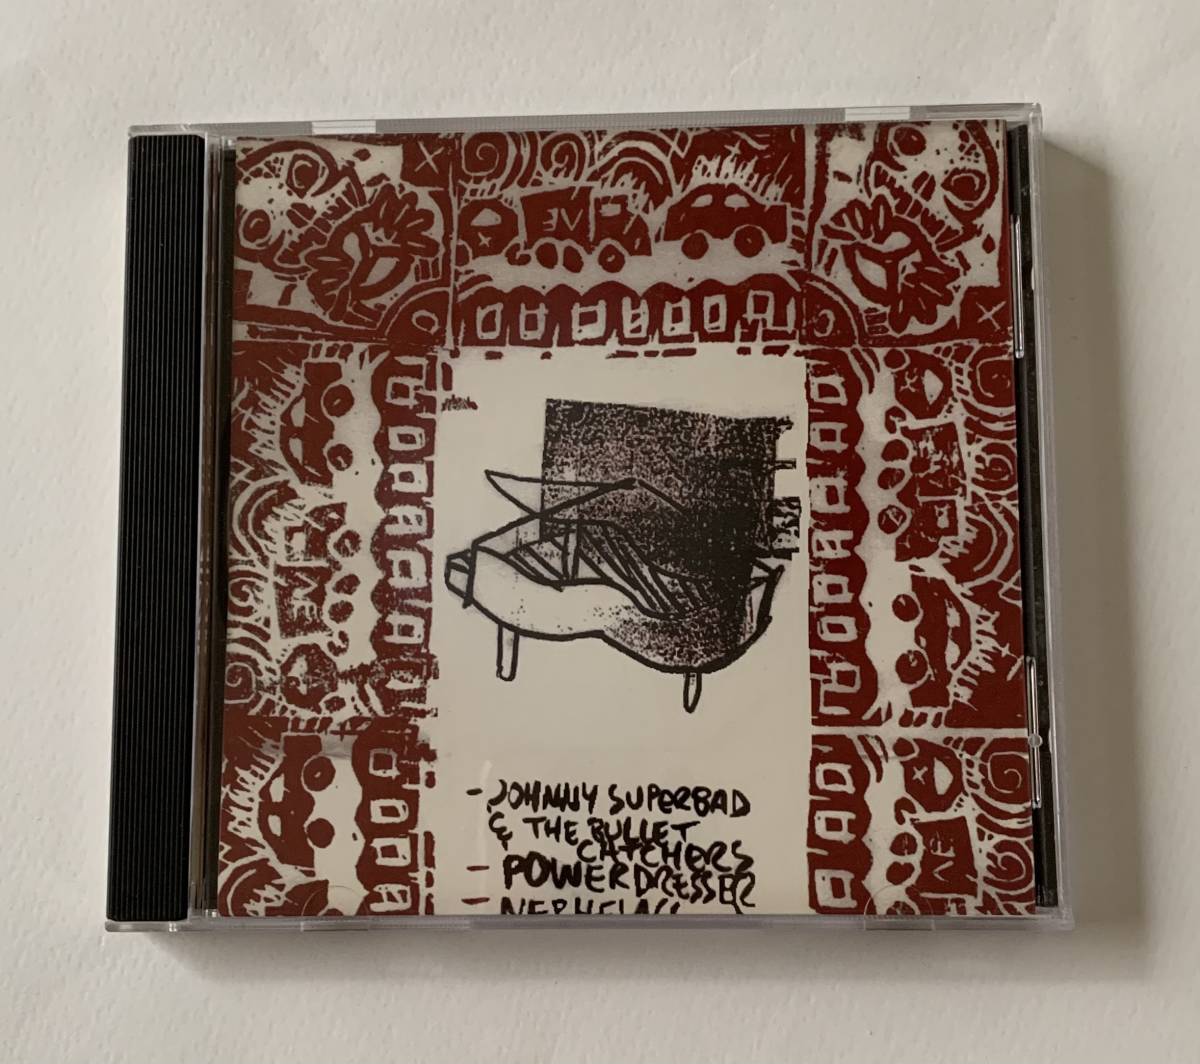 - JOHNNY SUPERBAD
& THE BULLET
CATCHERS
- POWERDRESSER